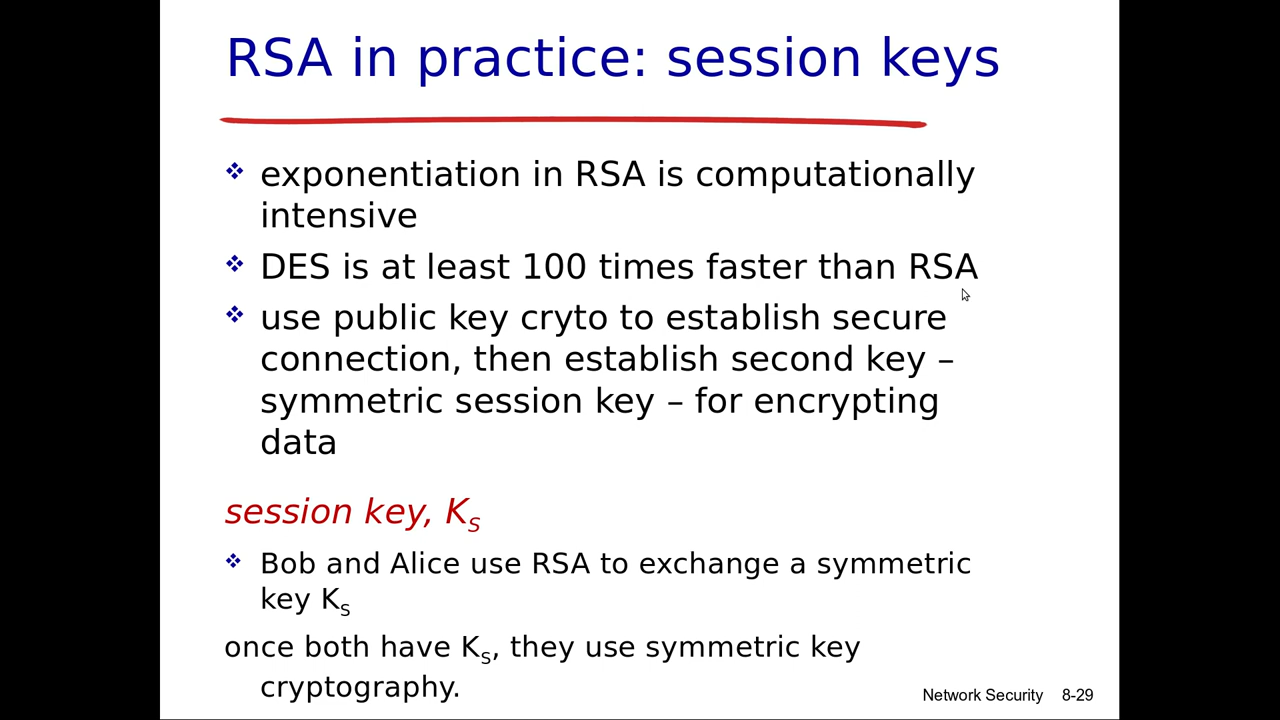 RSA in practice: session keys
❖ exponentiation in RSA is computationally
intensive
❖ DES is at least 100 times faster than RSA
❖ use public key cryto to establish secure
connection, then establish second key –
symmetric session key – for encrypting
data
session key, KS
❖ Bob and Alice use RSA to exchange a symmetric
key KS
once both have KS, they use symmetric key
cryptography.
Network Security 8-29